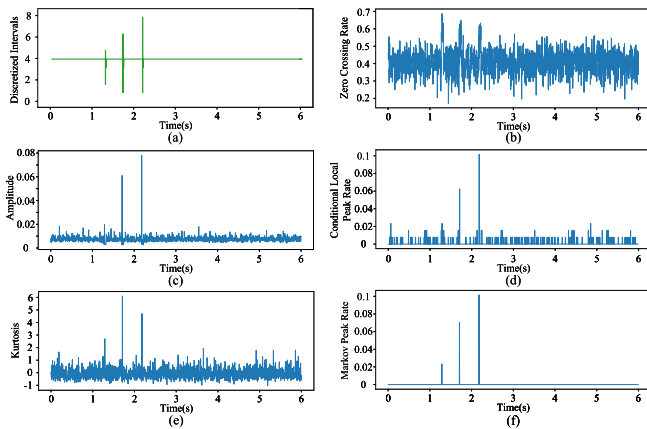 Discretized Intervals
8
6
4
2
0
0 1 2 3 4 5 6
Time(s)
(a)
Zero Crossing Rate
0.7
0.6
0.5
0.4
0.3
0.2
0 1 2 3 4 5 6
Time(s)
(b)
Amplitude
0.08
0.06
0.04
0.02
0
0 1 2 3 4 5 6
Time(s)
(c)
Conditional Local
Peak Rate
0.1
0.08
0.06
0.04
0.02
0
0 1 2 3 4 5 6
Time(s)
(d)
Kurtosis
6
5
4
3
2
1
0
-1
0 1 2 3 4 5 6
Time(s)
(e)
Markov Peak Rate
0.1
0.08
0.06
0.04
0.02
0
0 1 2 3 4 5 6
Time(s)
(f)